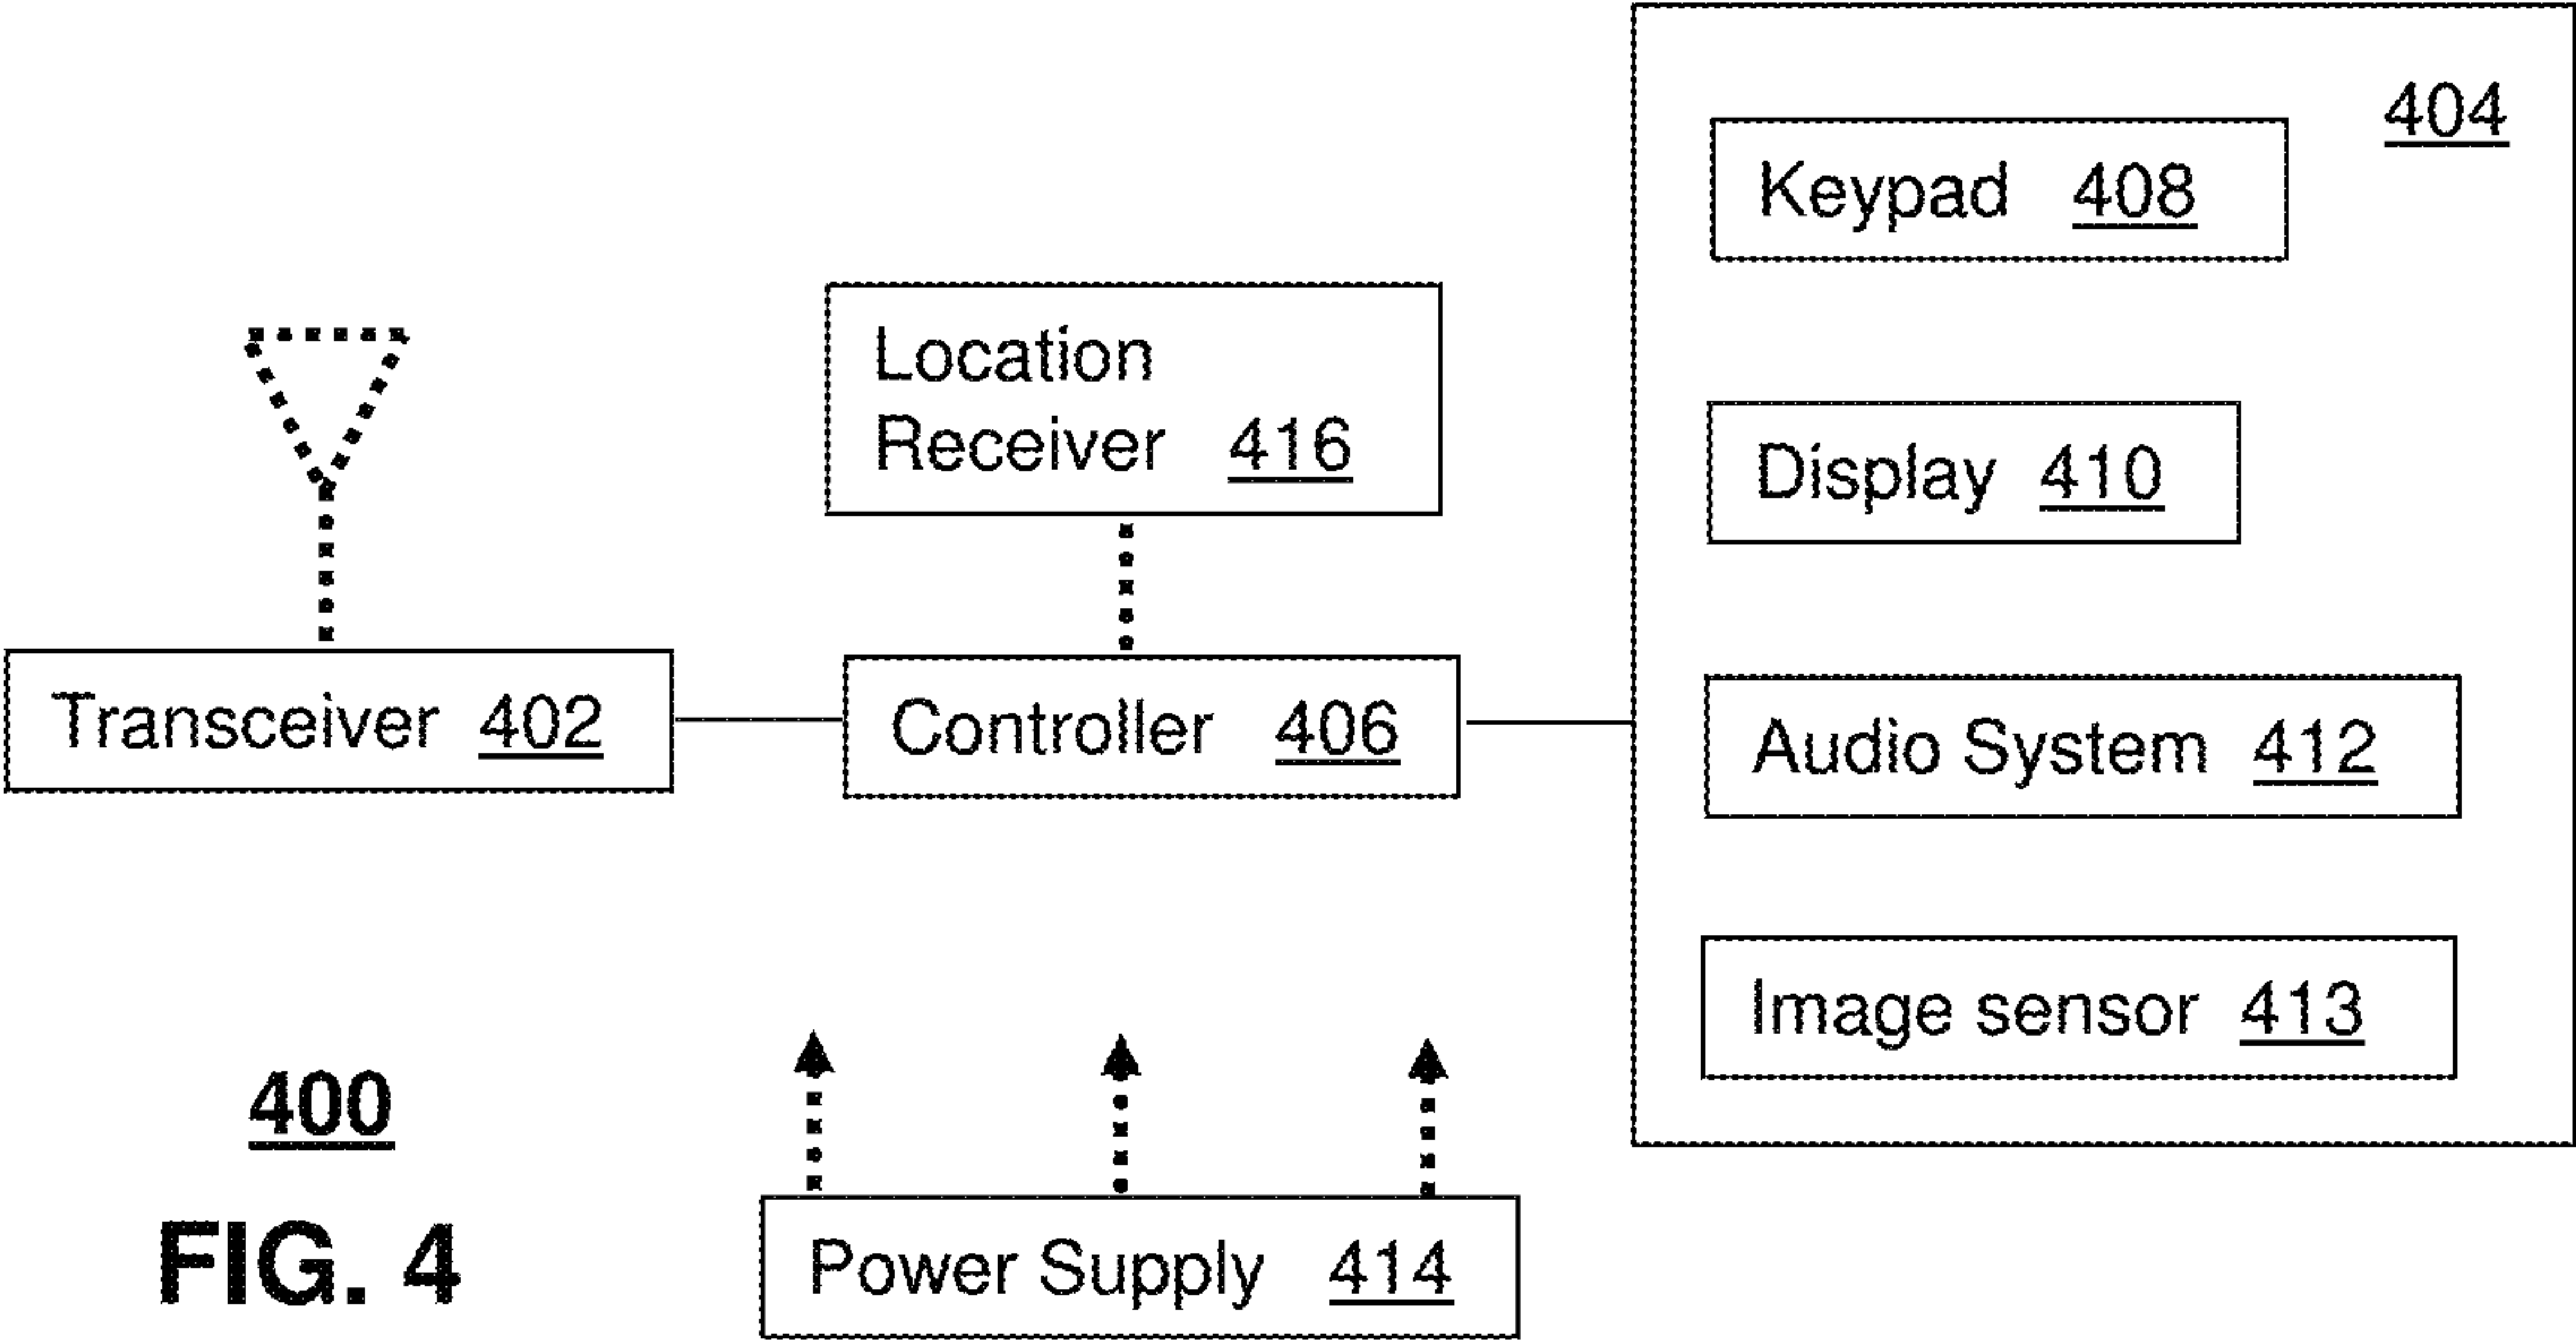 404
Keypad 408
Location
Receiver 416
Display 410
Transceiver 402
Controller 406
Audio System 412
Image sensor 413
400
FIG. 4
Power Supply 414